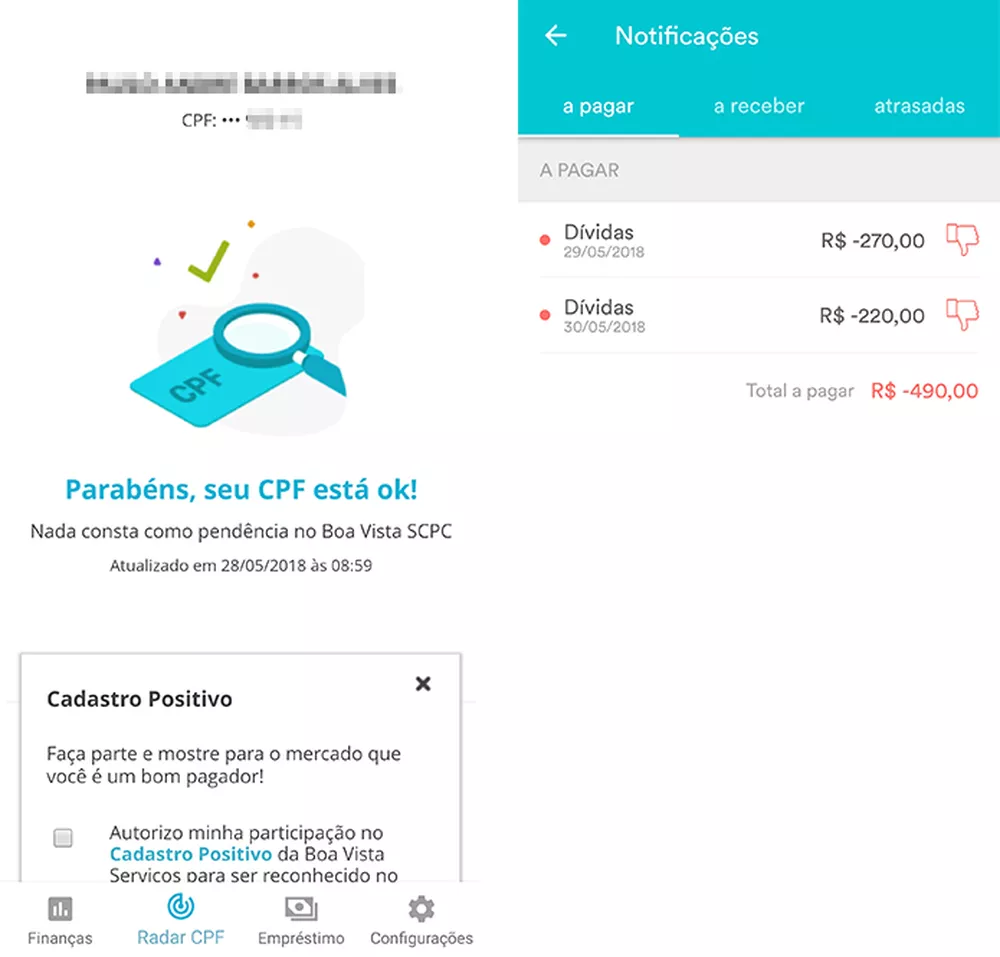 CPF: •••
CPF
Parabéns, seu CPF está ok!
Nada consta como pendência no Boa Vista SCPC
Atualizado em 28/05/2018 às 08:59
Cadastro Positivo
Faça parte e mostre para o mercado que
você é um bom pagador!
Autorizo minha participação no
Cadastro Positivo da Boa Vista
Serviços para ser reconhecido no
Finanças
Radar CPF
Empréstimo
Configurações
Notificações
a pagar
a receber
atrasadas
A PAGAR
Dívidas
29/05/2018
R$ -270,00
Dívidas
30/05/2018
R$ -220,00
Total a pagar R$ -490,00